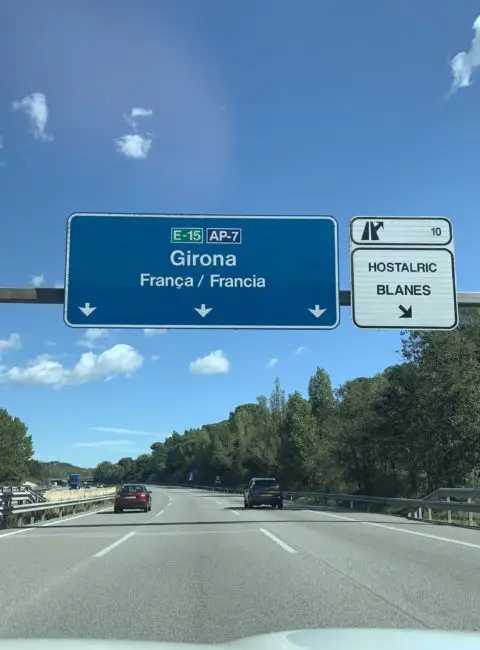 E-15 AP-7
Girona
França / Francia
10
HOSTALRIC
BLANES